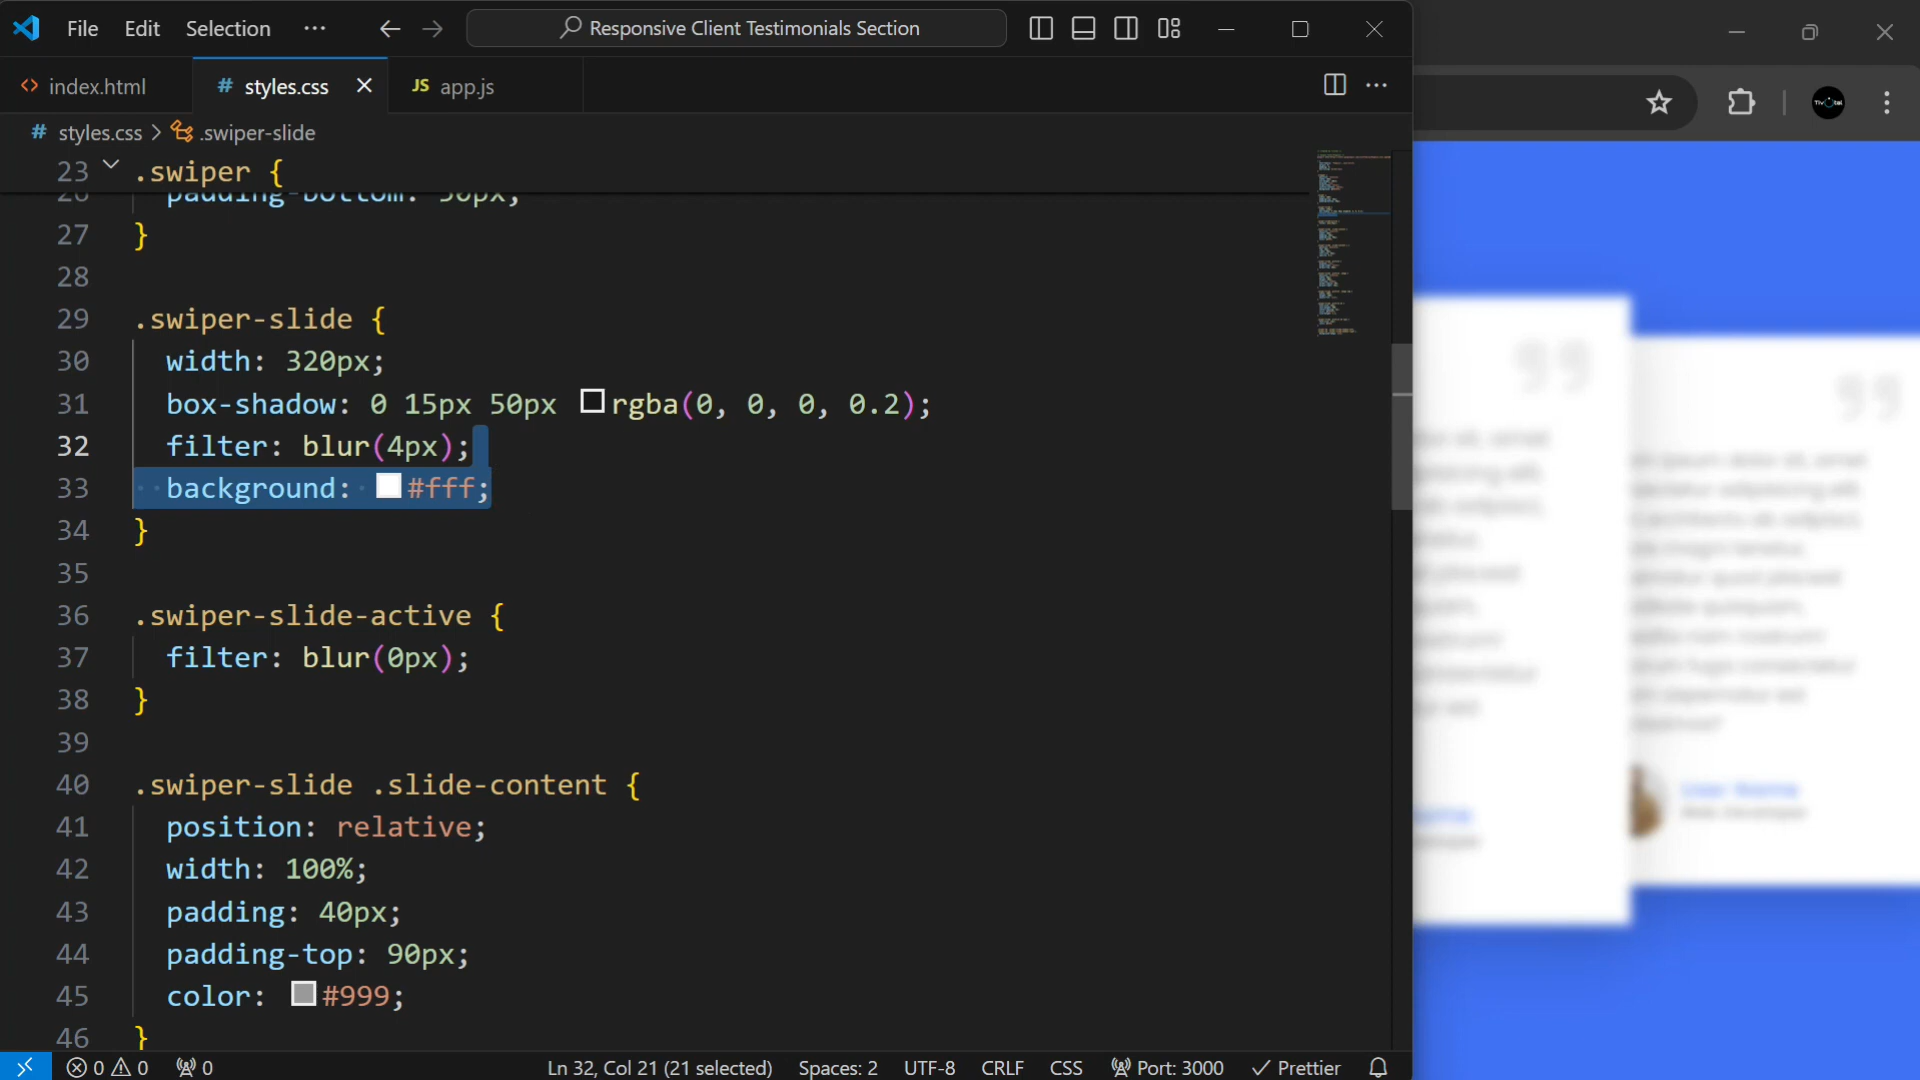 File Edit Selection ··· Responsive Client Testimonials Section
index.html # styles.css JS app.js
# styles.css > .swiper-slide
23 .swiper {
26 padding-bottom: 50px;
27 }
28
29 .swiper-slide {
30 width: 320px;
31 box-shadow: 0 15px 50px rgba(0, 0, 0, 0.2);
32 filter: blur(4px);
33 background: #fff;
34 }
35
36 .swiper-slide-active {
37 filter: blur(0px);
38 }
39
40 .swiper-slide .slide-content {
41 position: relative;
42 width: 100%;
43 padding: 40px;
44 padding-top: 90px;
45 color: #999;
46 }
0 0 0 Ln 32, Col 21 (21 selected) Spaces: 2 UTF-8 CRLF CSS Port: 3000 Prettier